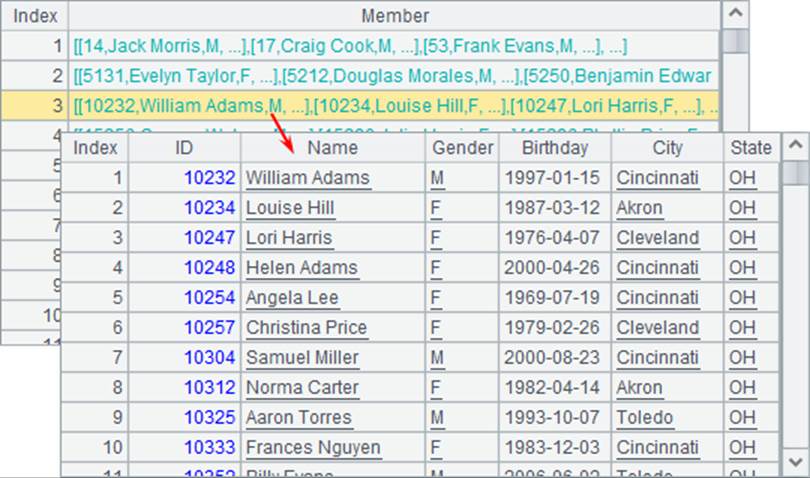 Index Member
1 [[14,Jack Morris,M, ...],[17,Craig Cook,M, ...],[53,Frank Evans,M, ...], ...]
2 [[5131,Evelyn Taylor,F, ...],[5212,Douglas Morales,M, ...],[5250,Benjamin Edwar
3 [[10232,William Adams,M, ...],[10234,Louise Hill,F, ...],[10247,Lori Harris,F, ...], ...
4
5
6
7
8
9
10
11
Index ID Name Gender Birthday City State
1 10232 William Adams M 1997-01-15 Cincinnati OH
2 10234 Louise Hill F 1987-03-12 Akron OH
3 10247 Lori Harris F 1976-04-07 Cleveland OH
4 10248 Helen Adams F 2000-04-26 Cincinnati OH
5 10254 Angela Lee F 1969-07-19 Cincinnati OH
6 10257 Christina Price F 1979-02-26 Cleveland OH
7 10304 Samuel Miller M 2000-08-23 Cincinnati OH
8 10312 Norma Carter F 1982-04-14 Akron OH
9 10325 Aaron Torres M 1993-10-07 Toledo OH
10 10333 Frances Nguyen F 1983-12-03 Cincinnati OH
11 Billy Evans M Toledo OH